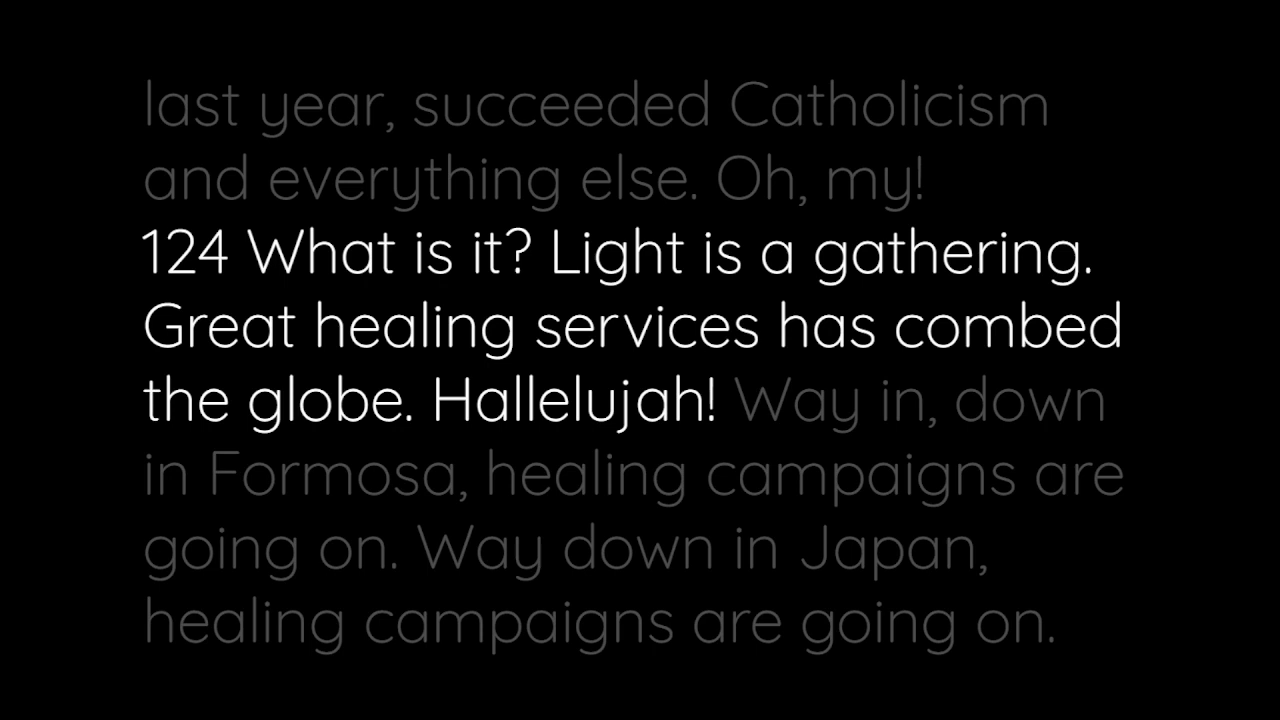 last year, succeeded Catholicism
and everything else. Oh, my!
124 What is it? Light is a gathering.
Great healing services has combed
the globe. Hallelujah! Way in, down
in Formosa, healing campaigns are
going on. Way down in Japan,
healing campaigns are going on.